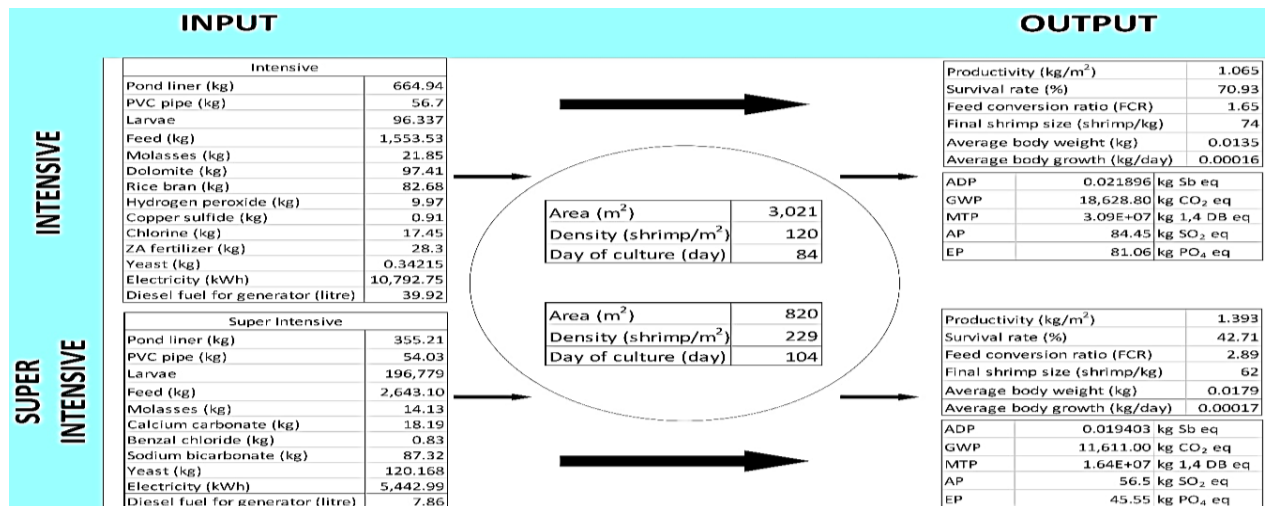 INPUT
OUTPUT
INTENSIVE
Intensive
Pond liner (kg) 664.94
PVC pipe (kg) 56.7
Larvae 96.337
Feed (kg) 1,553.53
Molasses (kg) 21.85
Dolomite (kg) 97.41
Rice bran (kg) 82.68
Hydrogen peroxide (kg) 9.97
Copper sulfide (kg) 0.91
Chlorine (kg) 17.45
ZA fertilizer (kg) 28.3
Yeast (kg) 0.34215
Electricity (kWh) 10,792.75
Diesel fuel for generator (litre) 39.92
Area (m²) 3,021
Density (shrimp/m²) 120
Day of culture (day) 84
Productivity (kg/m²) 1.065
Survival rate (%) 70.93
Feed conversion ratio (FCR) 1.65
Final shrimp size (shrimp/kg) 74
Average body weight (kg) 0.0135
Average body growth (kg/day) 0.00016
ADP 0.021896 kg Sb eq
GWP 18,628.80 kg CO₂ eq
MTP 3.09E+07 kg 1,4 DB eq
AP 84.45 kg SO₂ eq
EP 81.06 kg PO₄ eq
SUPER
INTENSIVE
Super Intensive
Pond liner (kg) 355.21
PVC pipe (kg) 54.03
Larvae 196,779
Feed (kg) 2,643.10
Molasses (kg) 14.13
Calcium carbonate (kg) 18.19
Benzal chloride (kg) 0.83
Sodium bicarbonate (kg) 87.32
Yeast (kg) 120.168
Electricity (kWh) 5,442.99
Diesel fuel for generator (litre) 7.86
Area (m²) 820
Density (shrimp/m²) 229
Day of culture (day) 104
Productivity (kg/m²) 1.393
Survival rate (%) 42.71
Feed conversion ratio (FCR) 2.89
Final shrimp size (shrimp/kg) 62
Average body weight (kg) 0.0179
Average body growth (kg/day) 0.00017
ADP 0.019403 kg Sb eq
GWP 11,611.00 kg CO₂ eq
MTP 1.64E+07 kg 1,4 DB eq
AP 56.5 kg SO₂ eq
EP 45.55 kg PO₄ eq